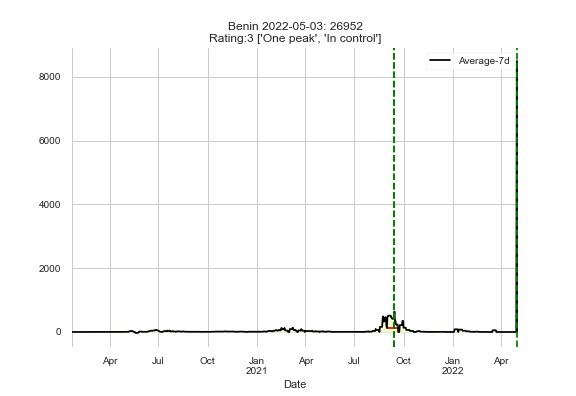 Benin 2022-05-03: 26952
Rating:3 ['One peak', 'In control']
Average-7d
8000
6000
4000
2000
0
Apr
Jul
Oct
Jan
2021
Apr
Jul
Oct
Jan
2022
Apr
Date